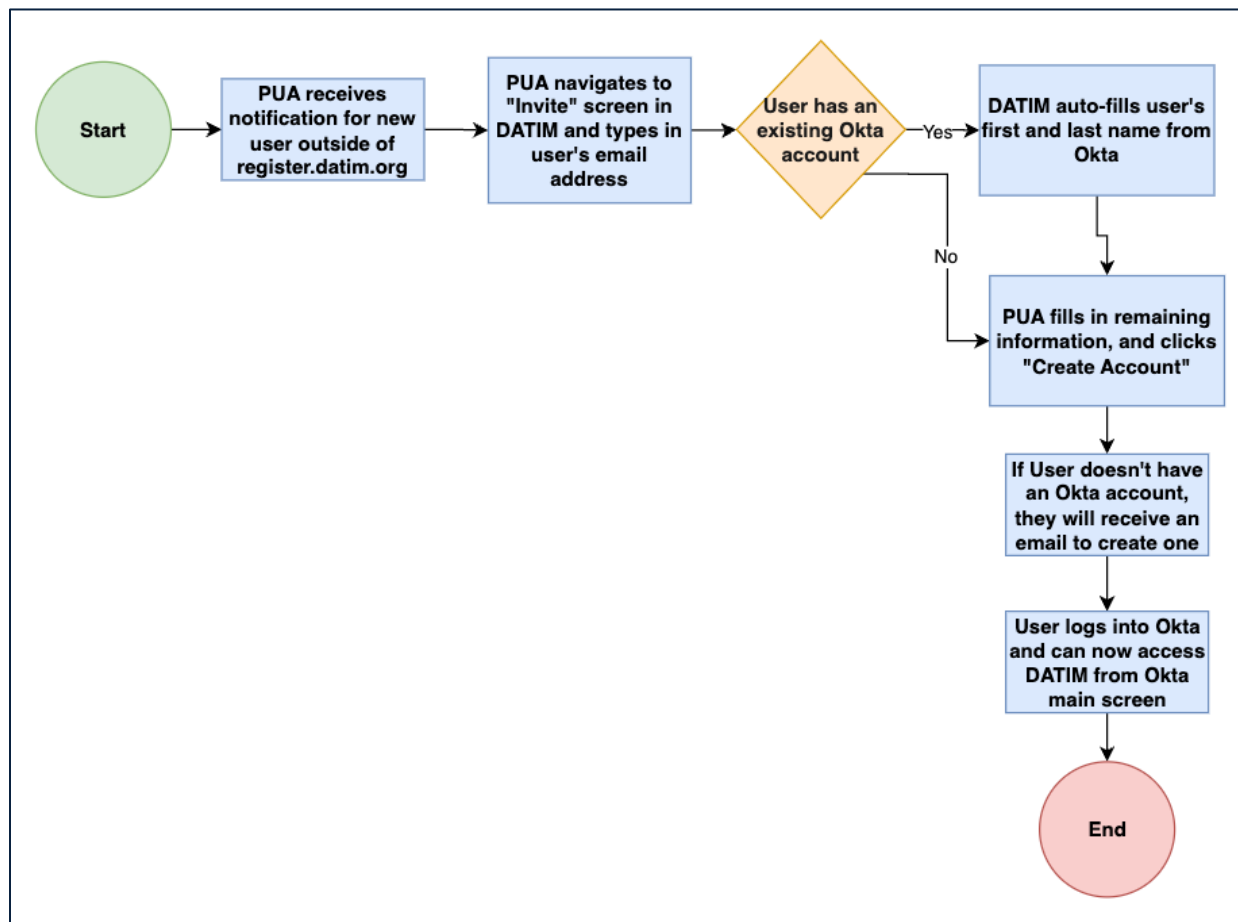 Start
PUA receives
notification for new
user outside of
register.datim.org
PUA navigates to
"Invite" screen in
DATIM and types in
user's email
address
User has an
existing Okta
account
Yes
DATIM auto-fills user's
first and last name from
Okta
No
PUA fills in remaining
information, and clicks
"Create Account"
If User doesn't have
an Okta account,
they will receive an
email to create one
User logs into Okta
and can now access
DATIM from Okta
main screen
End